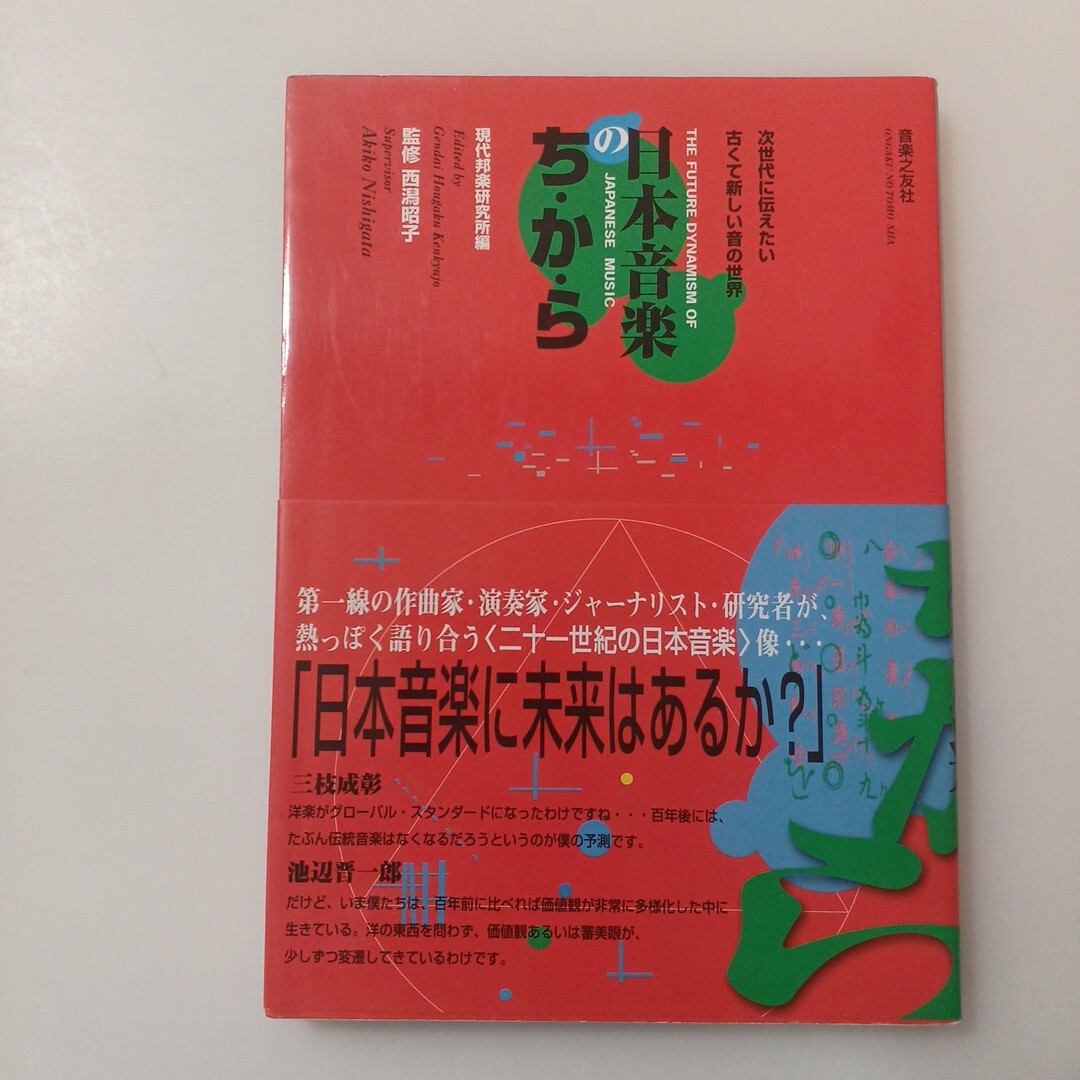 音楽之友社
ONGAKU NO TOMO SHA
次世代に伝えたい
古くて新しい音の世界
THE FUTURE DYNAMISM OF
JAPANESE MUSIC
日本音楽
の
ち・か・ら
現代邦楽研究所編
Edited by
Gendai Hougaku Kenkyujo
監修 西潟昭子
Supervisor
Akiko Nishigata
第一線の作曲家・演奏家・ジャーナリスト・研究者が、
熱っぽく語り合う〈二十一世紀の日本音楽〉像・・・
「日本音楽に未来はあるか?」
三枝成彰
洋楽がグローバル・スタンダードになったわけですね・・・百年後には、
たぶん伝統音楽はなくなるだろうというのが僕の予測です。
池辺晋一郎
だけど、いま僕たちは、百年前に比べれば価値観が非常に多様化した中に
生きている。洋の東西を問わず、価値観あるいは審美眼が、
少しずつ変遷してきているわけです。